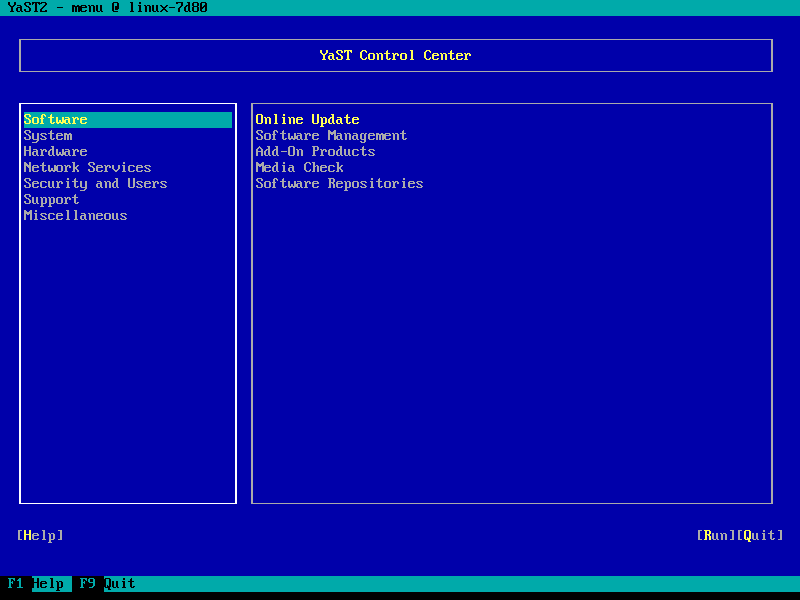 YaST2 - menu @ linux-7d80
YaST Control Center
Software
System
Hardware
Network Services
Security and Users
Support
Miscellaneous
Online Update
Software Management
Add-On Products
Media Check
Software Repositories
[Help]
[Run][Quit]
F1 Help F9 Quit